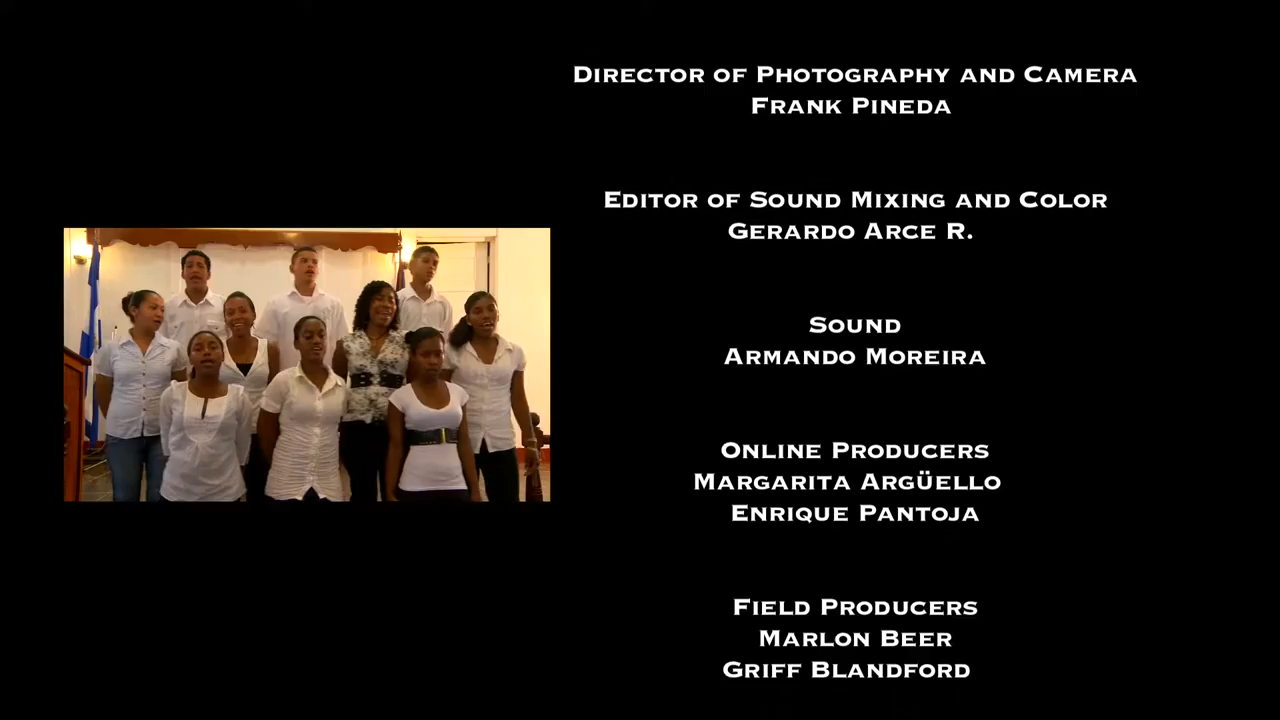 Director of Photography and Camera
Frank Pineda
Editor of Sound Mixing and Color
Gerardo Arce R.
Sound
Armando Moreira
Online Producers
Margarita Argüello
Enrique Pantoja
Field Producers
Marlon Beer
Griff Blandford